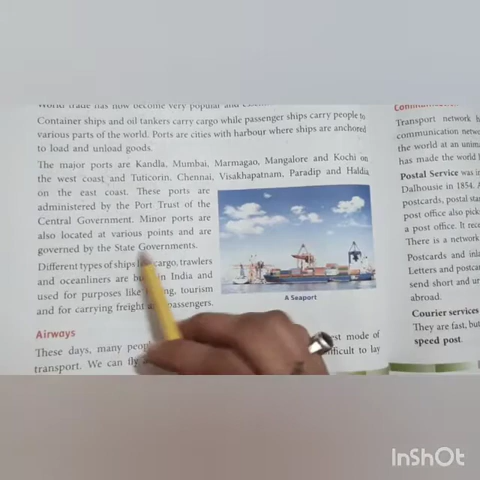 World trade has now become very popular and
Container ships and oil tankers carry cargo while passenger ships carry people to
various parts of the world. Ports are cities with harbour where ships are anchored
to load and unload goods.
The major ports are Kandla, Mumbai, Marmagao, Mangalore and Kochi on
the west coast and Tuticorin, Chennai, Visakhapatnam, Paradip and Haldia
on the east coast. These ports are
administered by the Port Trust of the
Central Government. Minor ports are
also located at various points and are
governed by the State Governments.
Different types of ships cargo, trawlers
and oceanliners are in India and
used for purposes like tourism
and for carrying freight passengers.
A Seaport
Airways
These days, many mode of
transport. We can to lay
Transport network
communication
the world at an
has made the world
Postal Service was
Dalhousie in 1854.
postcards, postal
post office also
a post office. It
There is a network
Postcards and
Letters and
send short and
abroad.
Courier services
They are fast,
speed post.
InShOt